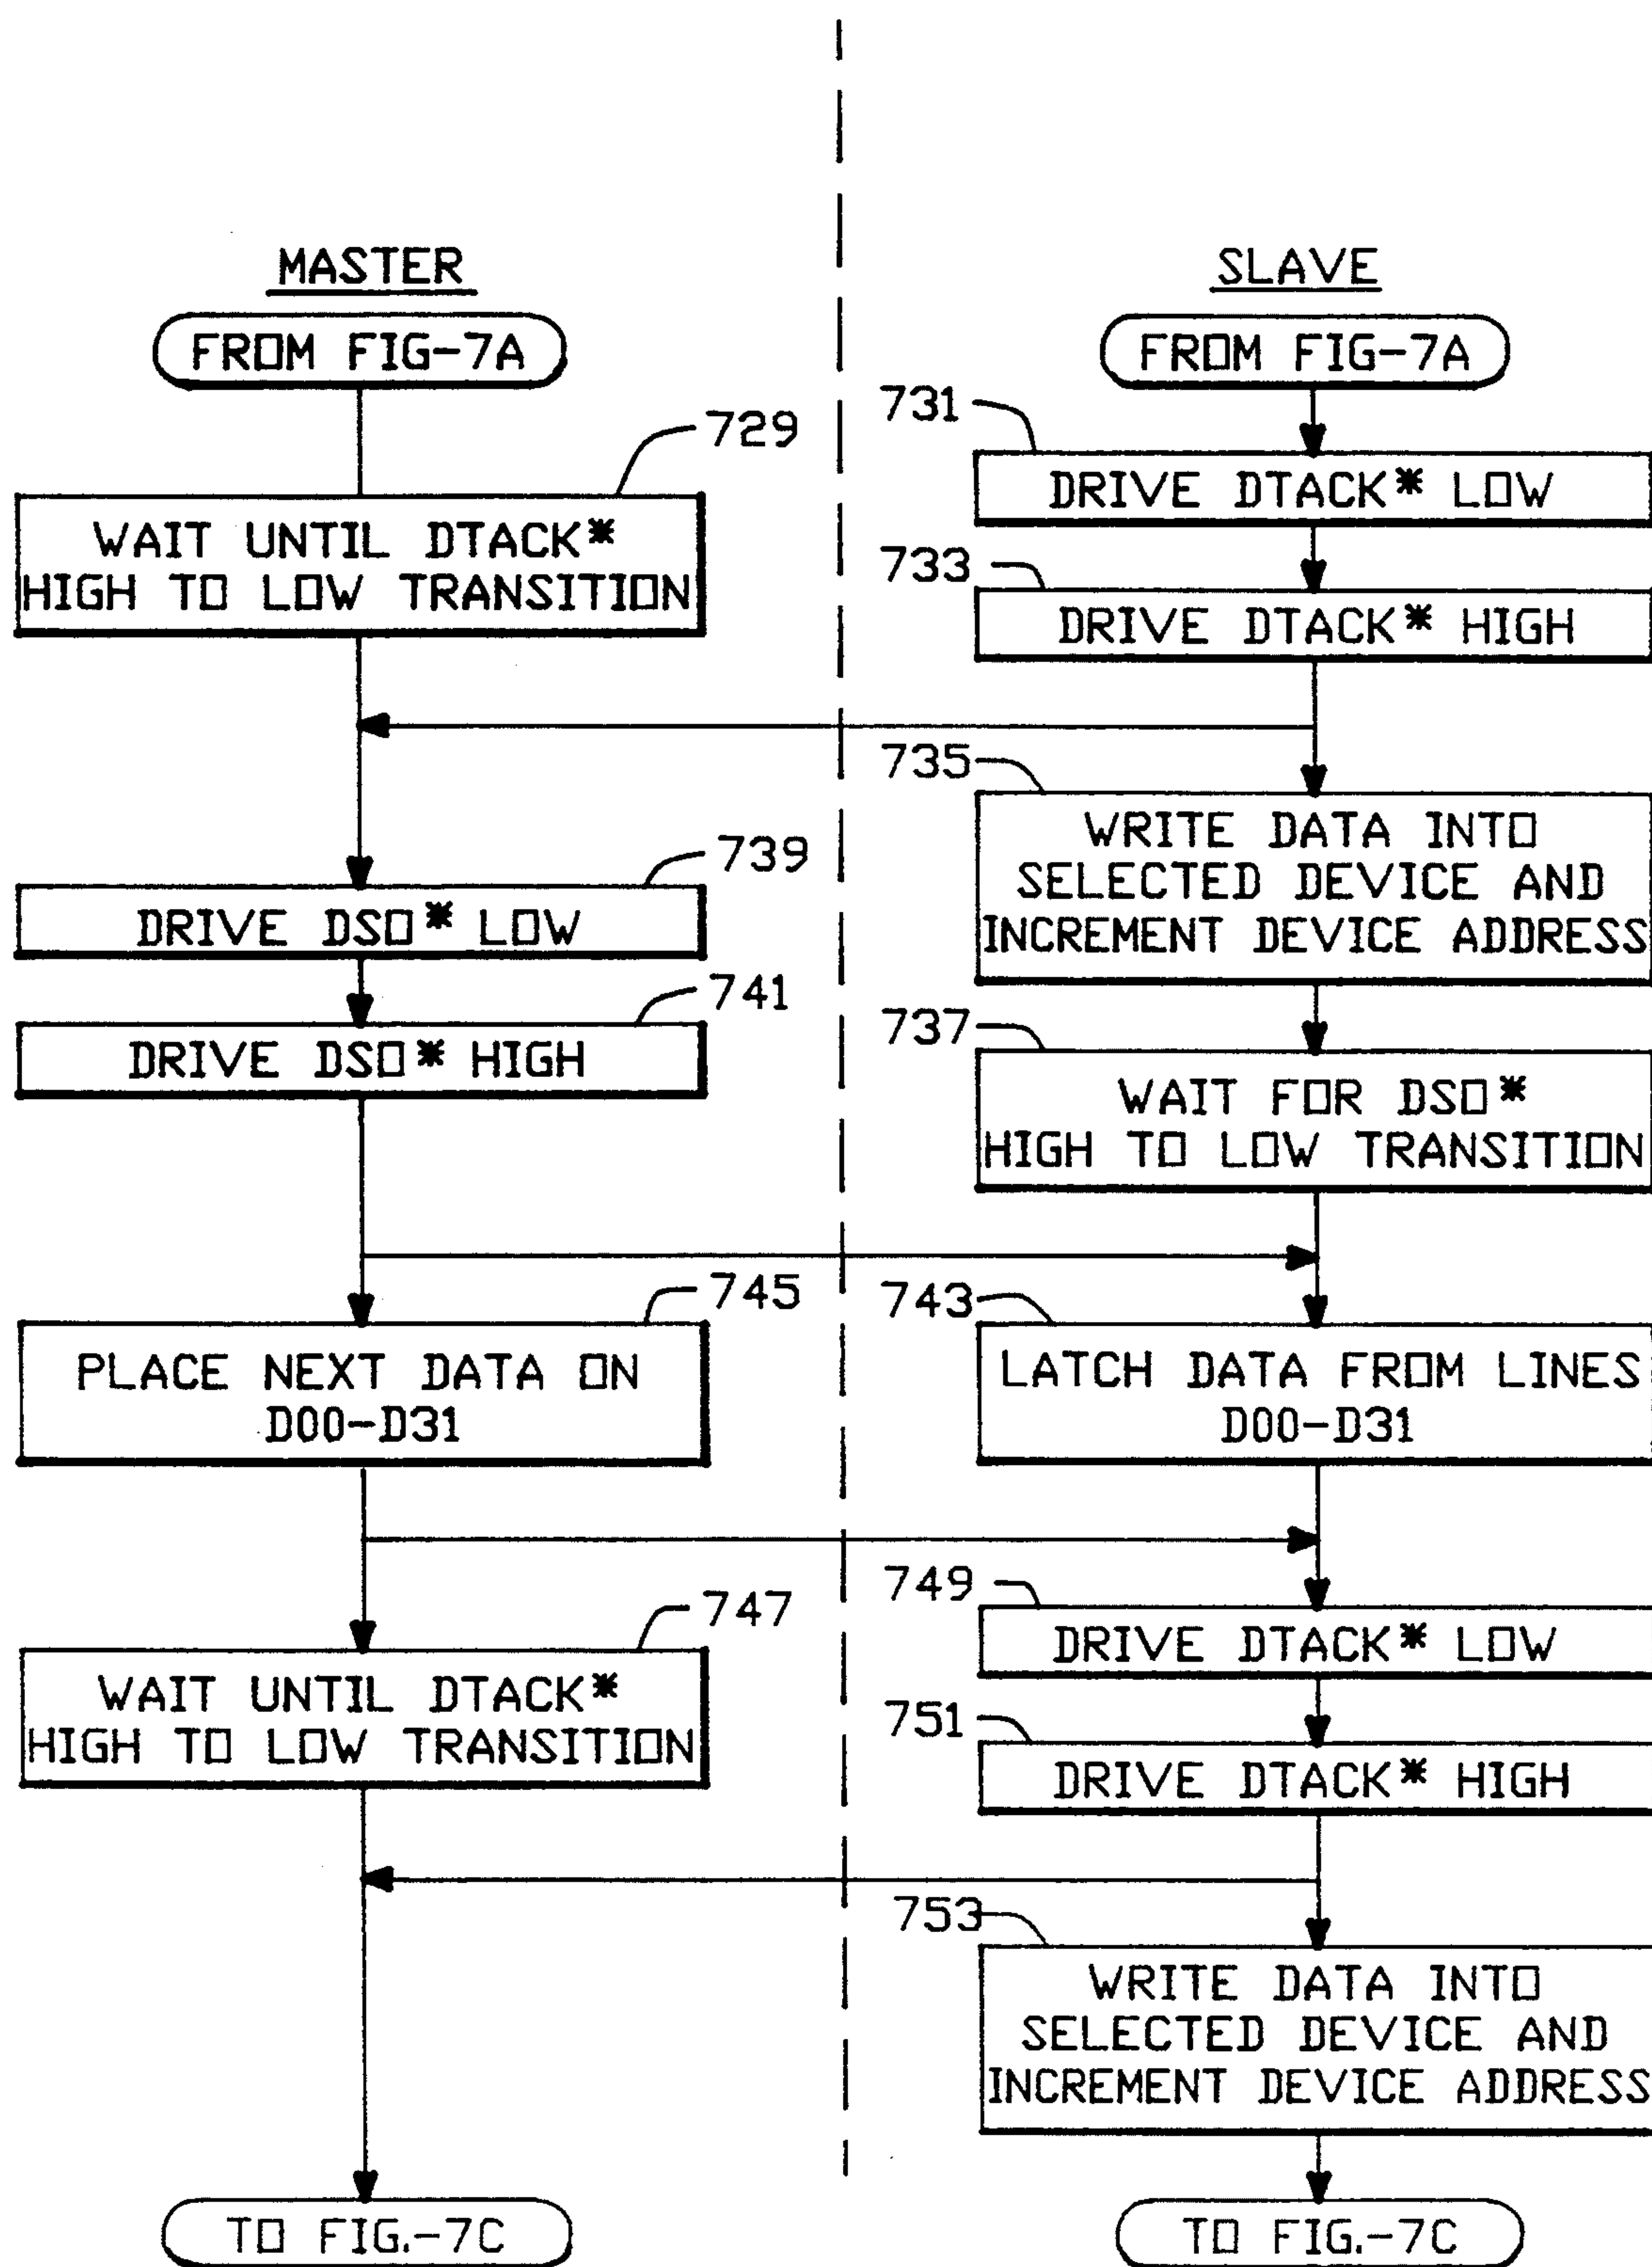 MASTER
FROM FIG-7A
729
WAIT UNTIL DTACK*
HIGH TO LOW TRANSITION
739
DRIVE DSO* LOW
741
DRIVE DSO* HIGH
745
PLACE NEXT DATA ON
D00-D31
747
WAIT UNTIL DTACK*
HIGH TO LOW TRANSITION
TO FIG.-7C
SLAVE
FROM FIG-7A
731
DRIVE DTACK* LOW
733
DRIVE DTACK* HIGH
735
WRITE DATA INTO
SELECTED DEVICE AND
INCREMENT DEVICE ADDRESS
737
WAIT FOR DSO*
HIGH TO LOW TRANSITION
743
LATCH DATA FROM LINES
D00-D31
749
DRIVE DTACK* LOW
751
DRIVE DTACK* HIGH
753
WRITE DATA INTO
SELECTED DEVICE AND
INCREMENT DEVICE ADDRESS
TO FIG.-7C